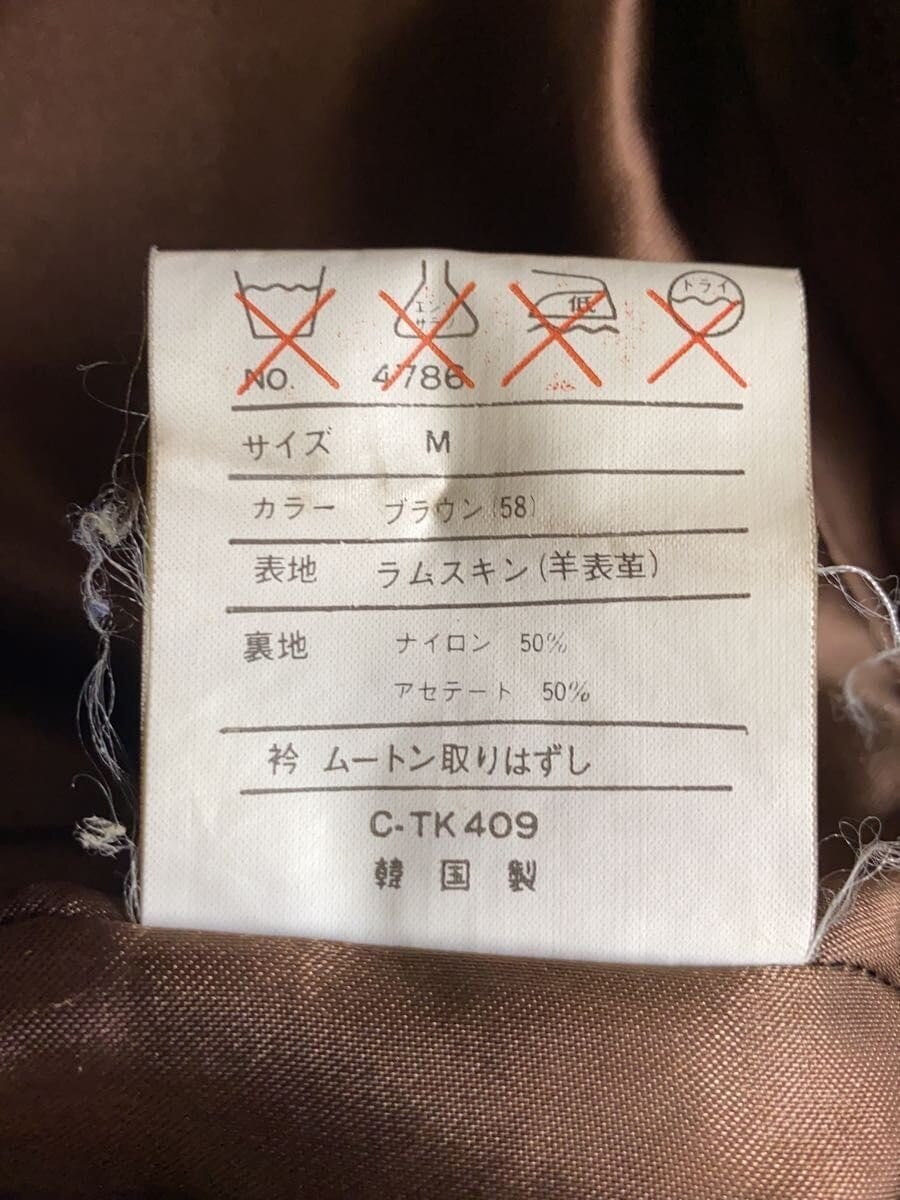 エンソ
サラシ
低
ドライ
NO. 4786
サイズ M
カラー ブラウン(58)
表地 ラムスキン(羊表革)
裏地 ナイロン 50%
アセテート 50%
衿 ムートン取りはずし
C-TK409
韓国製